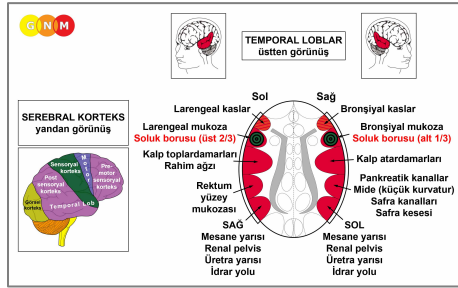 G N M
TEMPORAL LOBLAR
üstten görünüş
SEREBRAL KORTEKS
yandan görünüş
Sensoryal
korteks
Post
sensoryal
korteks
Motor
Pre-
motor
sensoryal
korteks
Görsel
korteks
Temporal Lob
Sol
Sağ
Larengeal kaslar
Bronşiyal kaslar
Larengeal mukoza
Soluk borusu (üst 2/3)
Bronşiyal mukoza
Soluk borusu (alt 1/3)
Kalp toplardamarları
Rahim ağzı
Kalp atardamarları
Rektum
yüzey
mukozası
Pankreatik kanallar
Mide (küçük kurvatur)
Safra kanalları
Safra kesesi
SAĞ
Mesane yarısı
Renal pelvis
Üretra yarısı
İdrar yolu
SOL
Mesane yarısı
Renal pelvis
Üretra yarısı
İdrar yolu